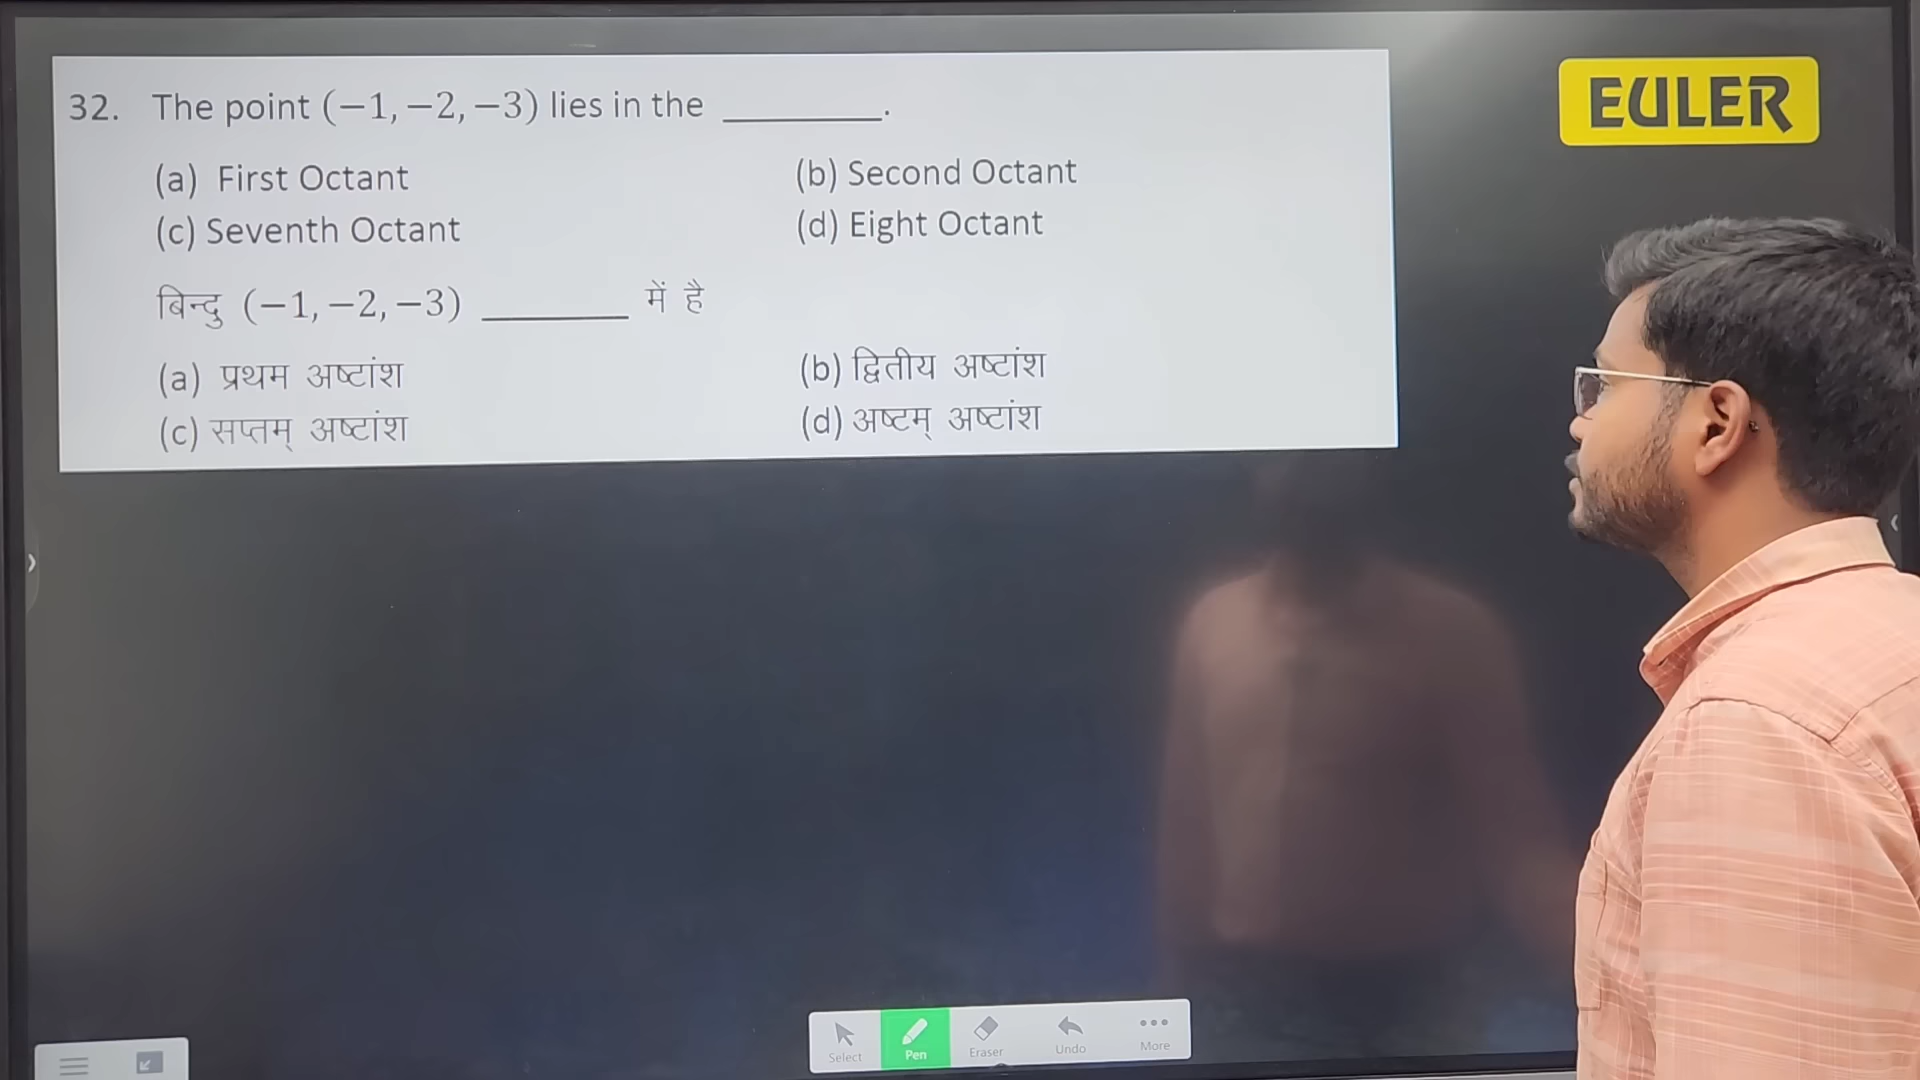 EULER
32. The point (−1, −2, −3) lies in the ________.
(a) First Octant (b) Second Octant
(c) Seventh Octant (d) Eight Octant
बिन्दु (−1, −2, −3) ________ में है
(a) प्रथम अष्टांश (b) द्वितीय अष्टांश
(c) सप्तम् अष्टांश (d) अष्टम् अष्टांश
Select Pen Eraser Undo More